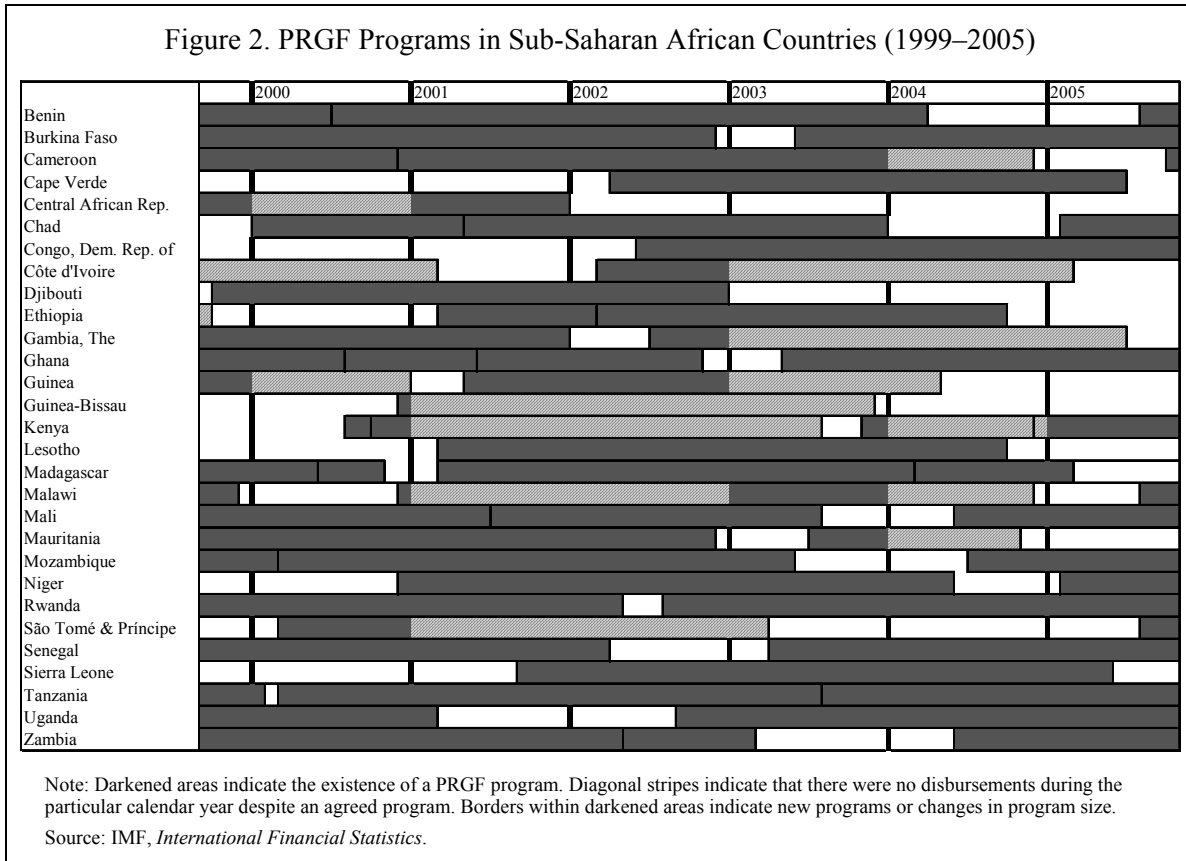 Figure 2. PRGF Programs in Sub-Saharan African Countries (1999–2005)
2000 2001 2002 2003 2004 2005
Benin
Burkina Faso
Cameroon
Cape Verde
Central African Rep.
Chad
Congo, Dem. Rep. of
Côte d'Ivoire
Djibouti
Ethiopia
Gambia, The
Ghana
Guinea
Guinea-Bissau
Kenya
Lesotho
Madagascar
Malawi
Mali
Mauritania
Mozambique
Niger
Rwanda
São Tomé & Príncipe
Senegal
Sierra Leone
Tanzania
Uganda
Zambia
Note: Darkened areas indicate the existence of a PRGF program. Diagonal stripes indicate that there were no disbursements during the
particular calendar year despite an agreed program. Borders within darkened areas indicate new programs or changes in program size.
Source: IMF, International Financial Statistics.